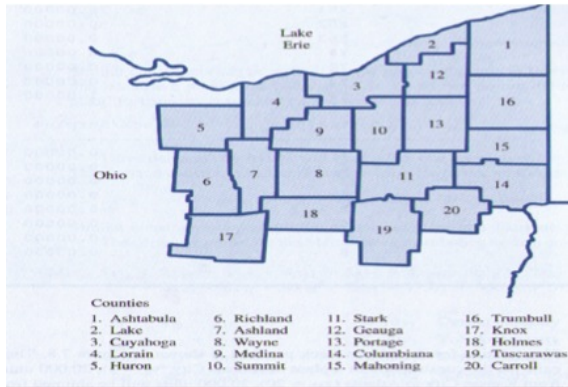 Lake
Erie
2
1
12
3
4
16
5
9
10
13
15
Ohio
6
7
8
11
14
18
20
17
19
Counties
1. Ashtabula 6. Richland 11. Stark 16. Trumbull
2. Lake 7. Ashland 12. Geauga 17. Knox
3. Cuyahoga 8. Wayne 13. Portage 18. Holmes
4. Lorain 9. Medina 14. Columbiana 19. Tuscarawas
5. Huron 10. Summit 15. Mahoning 20. Carroll